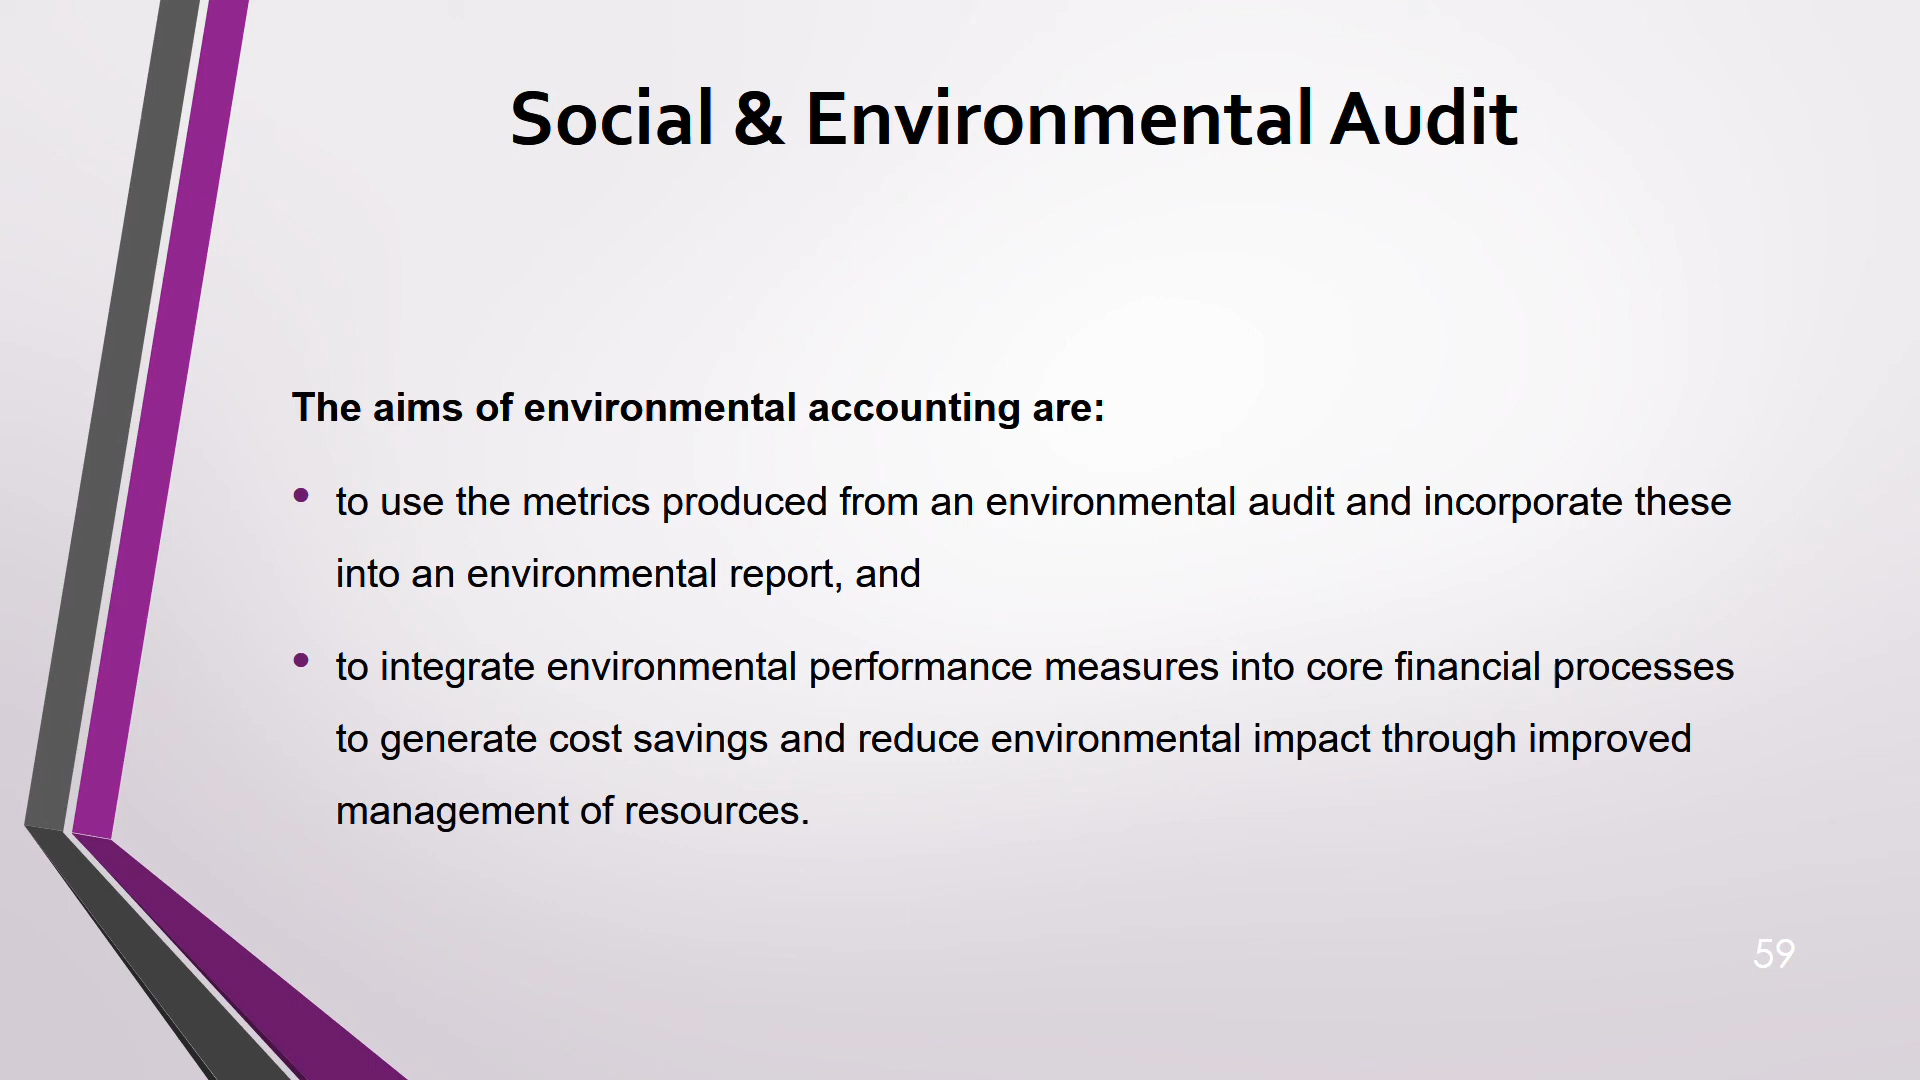 Social & Environmental Audit
The aims of environmental accounting are:
• to use the metrics produced from an environmental audit and incorporate these
into an environmental report, and
• to integrate environmental performance measures into core financial processes
to generate cost savings and reduce environmental impact through improved
management of resources.
59